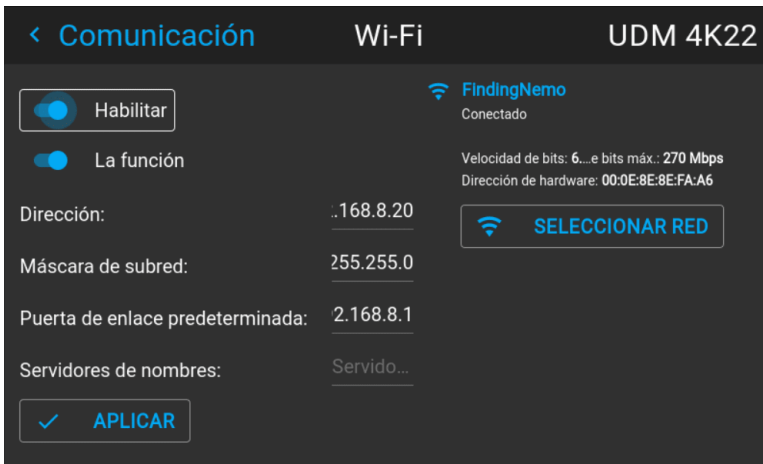 Comunicación
Wi-Fi
UDM 4K22
Habilitar
La función
Dirección: .168.8.20
Máscara de subred: 255.255.0
Puerta de enlace predeterminada: 2.168.8.1
Servidores de nombres: Servido...
APLICAR
FindingNemo
Conectado
Velocidad de bits: 6....e bits máx.: 270 Mbps
Dirección de hardware: 00:0E:8E:8E:FA:A6
SELECCIONAR RED